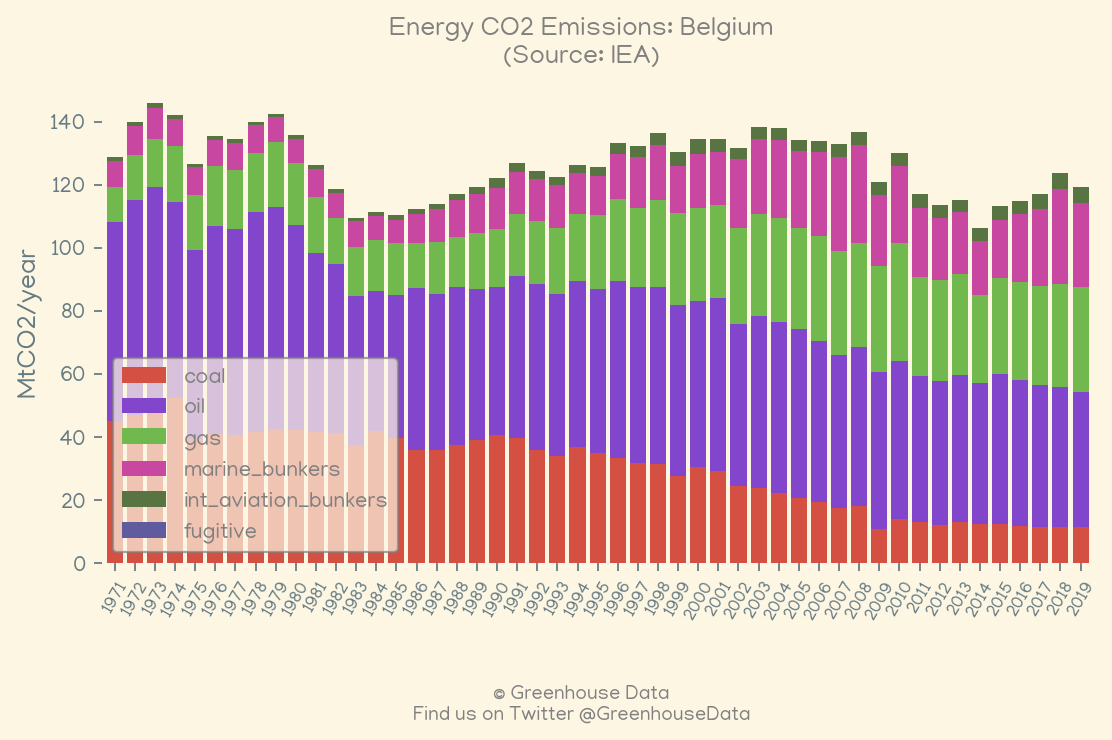 Energy CO2 Emissions: Belgium
(Source: IEA)
MtCO2/year
140
120
100
80
60
40
20
0
coal
oil
gas
marine_bunkers
int_aviation_bunkers
fugitive
1971 1972 1973 1974 1975 1976 1977 1978 1979 1980 1981 1982 1983 1984 1985 1986 1987 1988 1989 1990 1991 1992 1993 1994 1995 1996 1997 1998 1999 2000 2001 2002 2003 2004 2005 2006 2007 2008 2009 2010 2011 2012 2013 2014 2015 2016 2017 2018 2019
© Greenhouse Data
Find us on Twitter @GreenhouseData